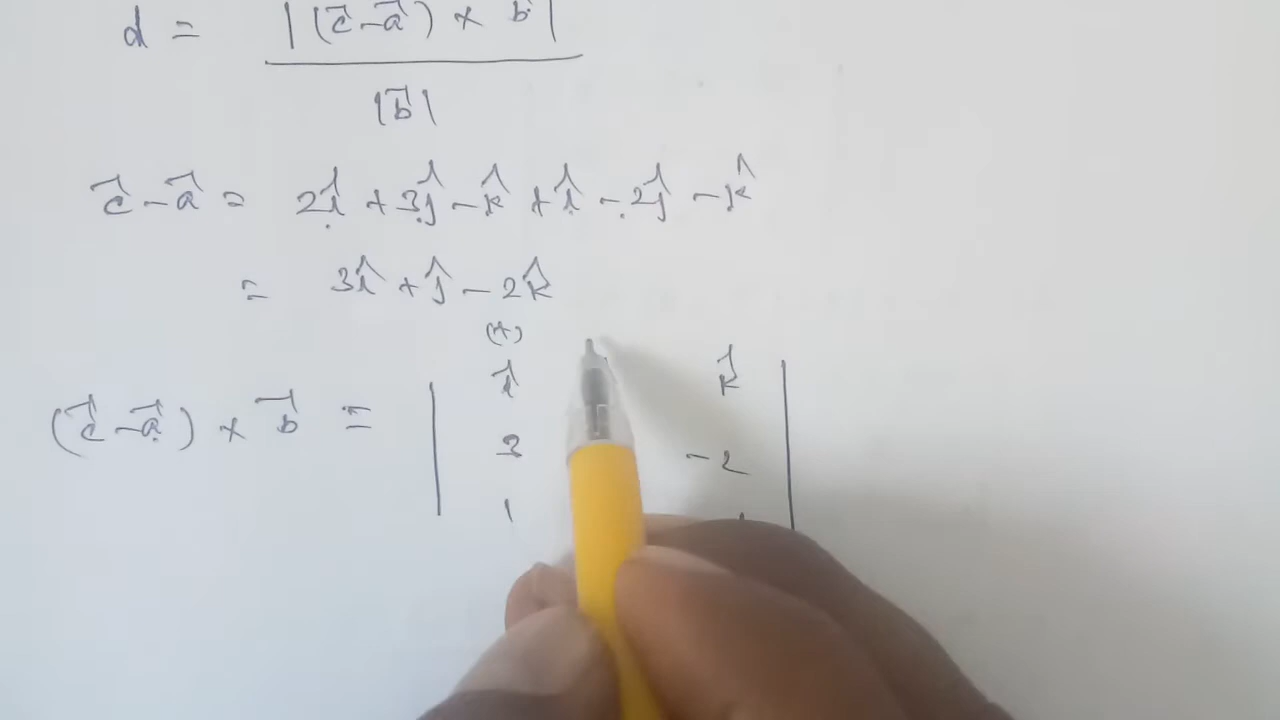 d = |(c⃗ - a⃗) × b⃗|
|b⃗|
c⃗ - a⃗ = 2î + 3ĵ - k̂ + î - 2ĵ - k̂
= 3î + ĵ - 2k̂
(+)
(c⃗ - a⃗) × b⃗ = | î k̂ |
3 -2
1